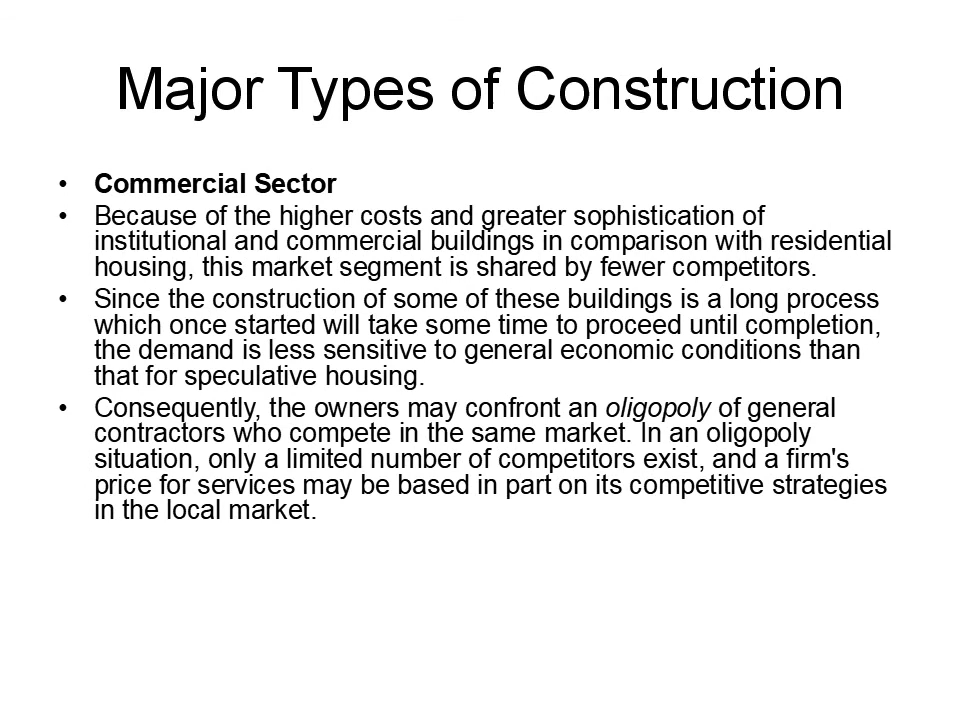 Major Types of Construction
• Commercial Sector
• Because of the higher costs and greater sophistication of
institutional and commercial buildings in comparison with residential
housing, this market segment is shared by fewer competitors.
• Since the construction of some of these buildings is a long process
which once started will take some time to proceed until completion,
the demand is less sensitive to general economic conditions than
that for speculative housing.
• Consequently, the owners may confront an oligopoly of general
contractors who compete in the same market. In an oligopoly
situation, only a limited number of competitors exist, and a firm's
price for services may be based in part on its competitive strategies
in the local market.